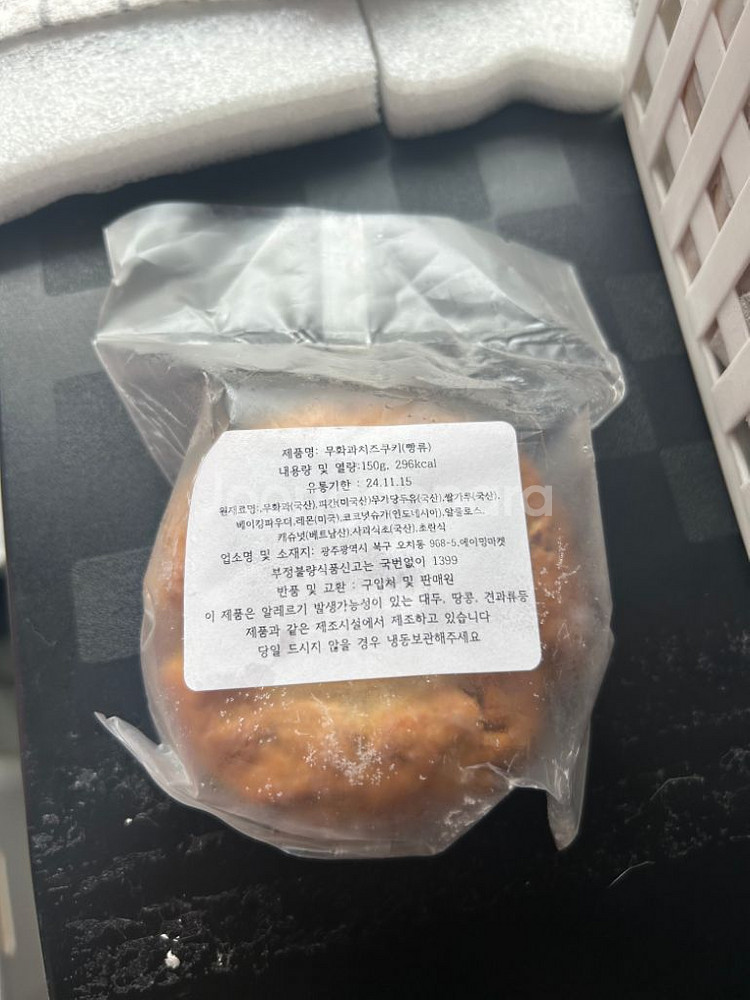 제품명: 무화과치즈쿠키(빵류)
내용량 및 열량:150g, 296kcal
유통기한 : 24.11.15
원재료명:,무화과(국산),피칸(미국산)무가당두유(국산),쌀가루(국산),
베이킹파우더,레몬(미국),코코넛슈가(인도네시아),알룰로스,
캐슈넛(베트남산),사과식초(국산),초란식
업소명 및 소재지: 광주광역시 북구 오치동 968-5,에이밍마켓
부정불량식품신고는 국번없이 1399
반품 및 교환 : 구입처 및 판매원
이 제품은 알레르기 발생가능성이 있는 대두, 땅콩, 견과류등
제품과 같은 제조시설에서 제조하고 있습니다
당일 드시지 않을 경우 냉동보관해주세요